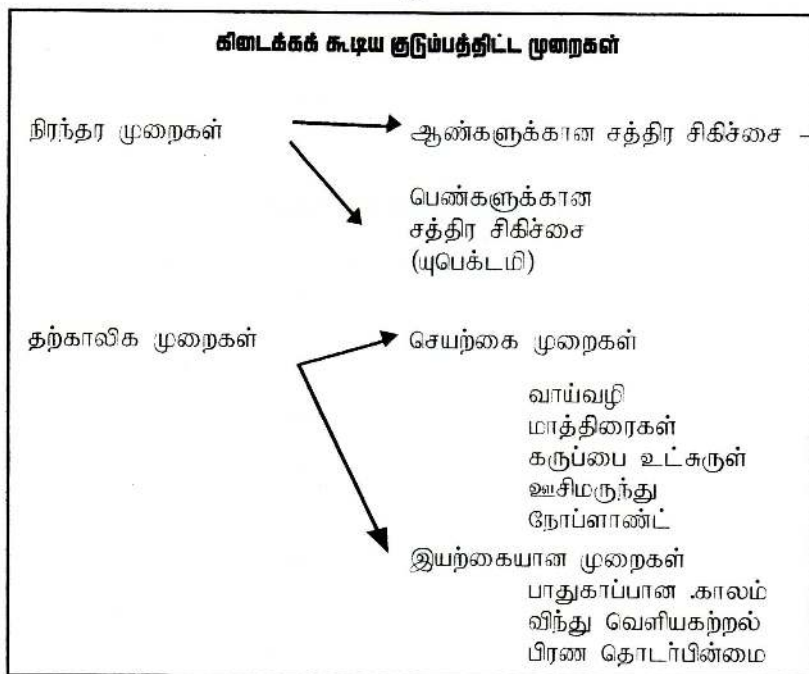 கிடைக்கக் கூடிய குடும்பத்திட்ட முறைகள்
நிரந்தர முறைகள்
ஆண்களுக்கான சத்திர சிகிச்சை –
பெண்களுக்கான
சத்திர சிகிச்சை
(யுபெக்டமி)
தற்காலிக முறைகள்
செயற்கை முறைகள்
வாய்வழி
மாத்திரைகள்
கருப்பை உட்சுருள்
ஊசிமருந்து
நோப்ளாண்ட்
இயற்கையான முறைகள்
பாதுகாப்பான .காலம்
விந்து வெளியகற்றல்
பிரண தொடர்பின்மை